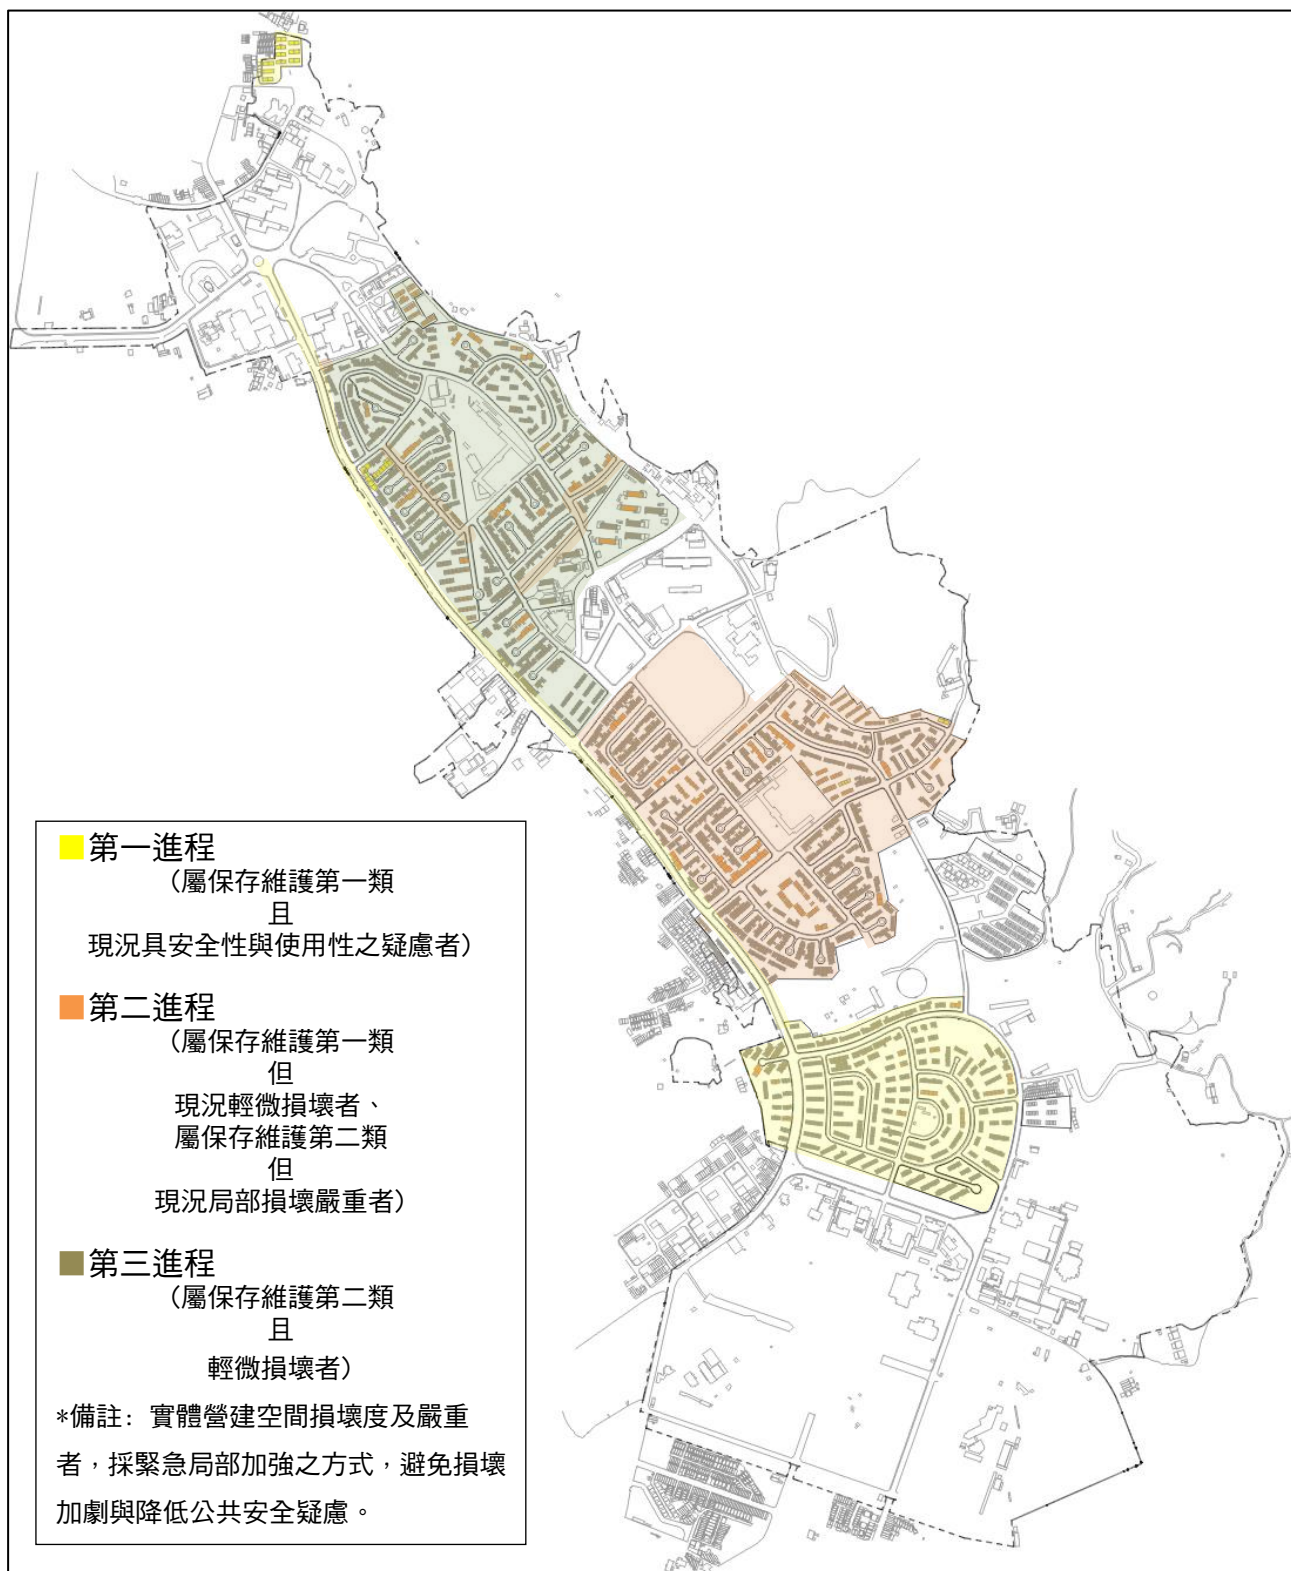 第一進程
（屬保存維護第一類
且
現況具安全性與使用性之疑慮者）
第二進程
（屬保存維護第一類
但
現況輕微損壞者、
屬保存維護第二類
但
現況局部損壞嚴重者）
第三進程
（屬保存維護第二類
且
輕微損壞者）
*備註：實體營建空間損壞度及嚴重
者，採緊急局部加強之方式，避免損壞
加劇與降低公共安全疑慮。